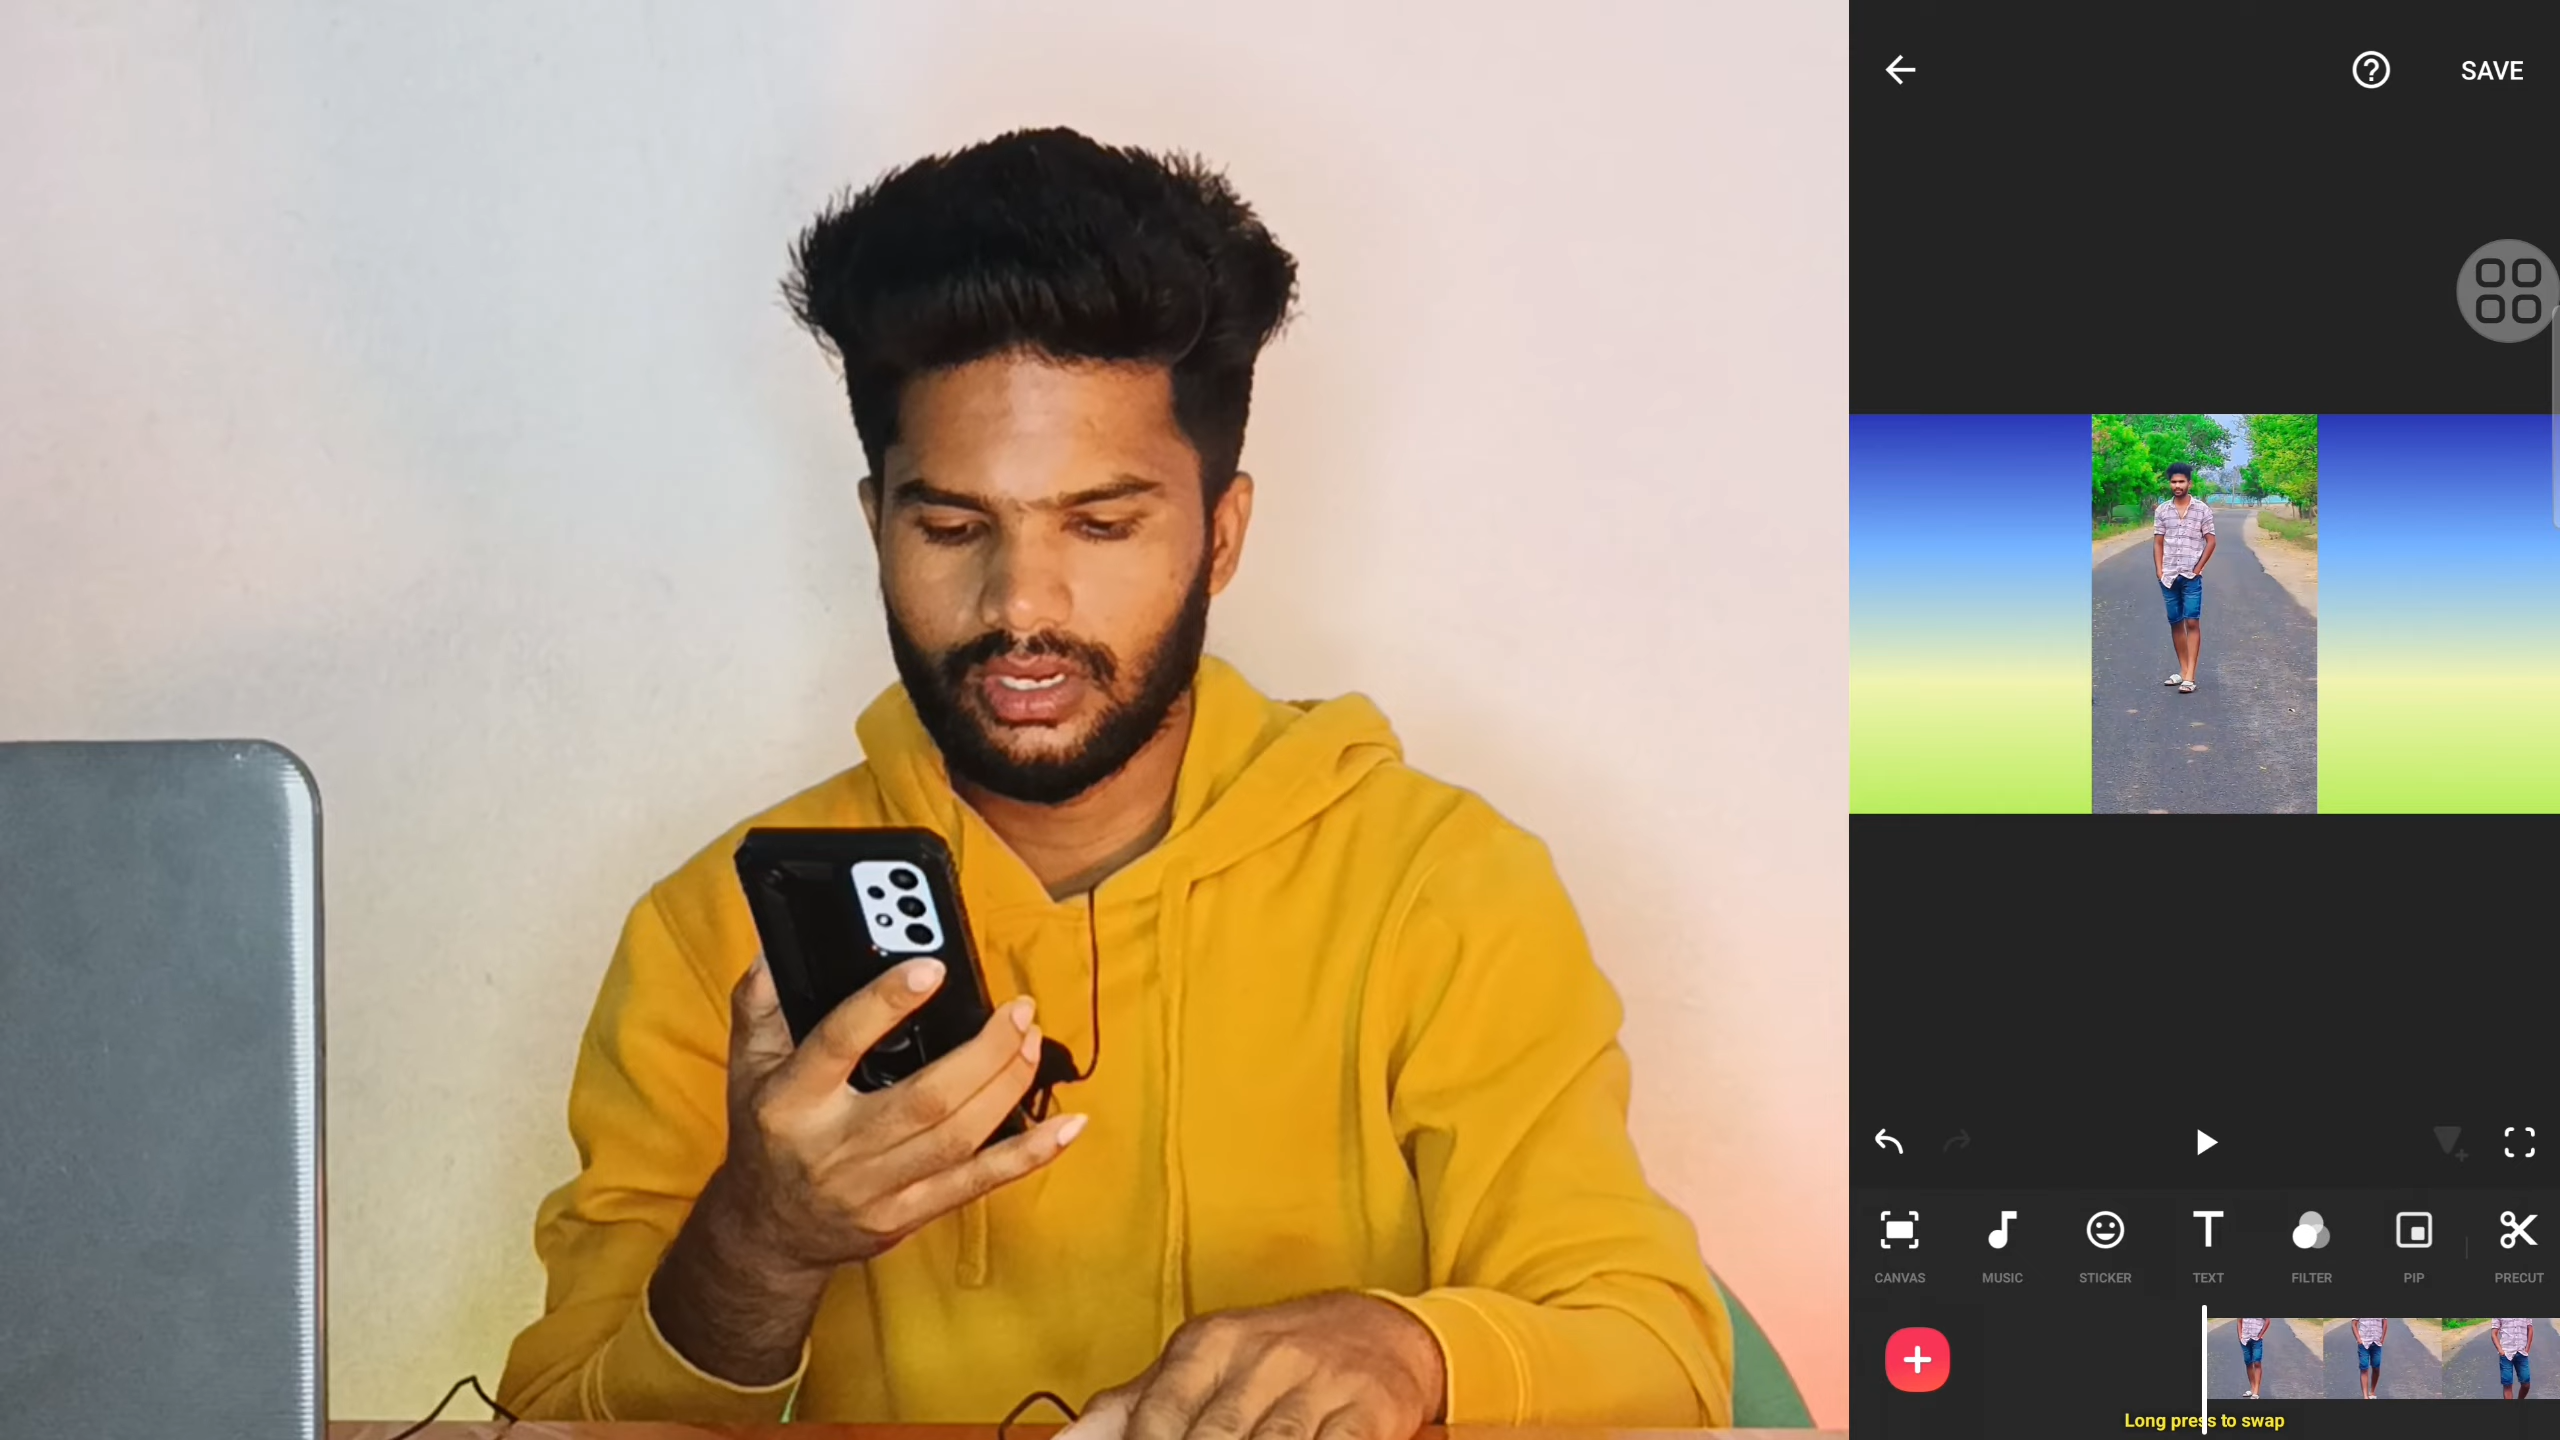 SAVE
CANVAS
MUSIC
STICKER
TEXT
FILTER
PIP
PRECUT
Long press to swap